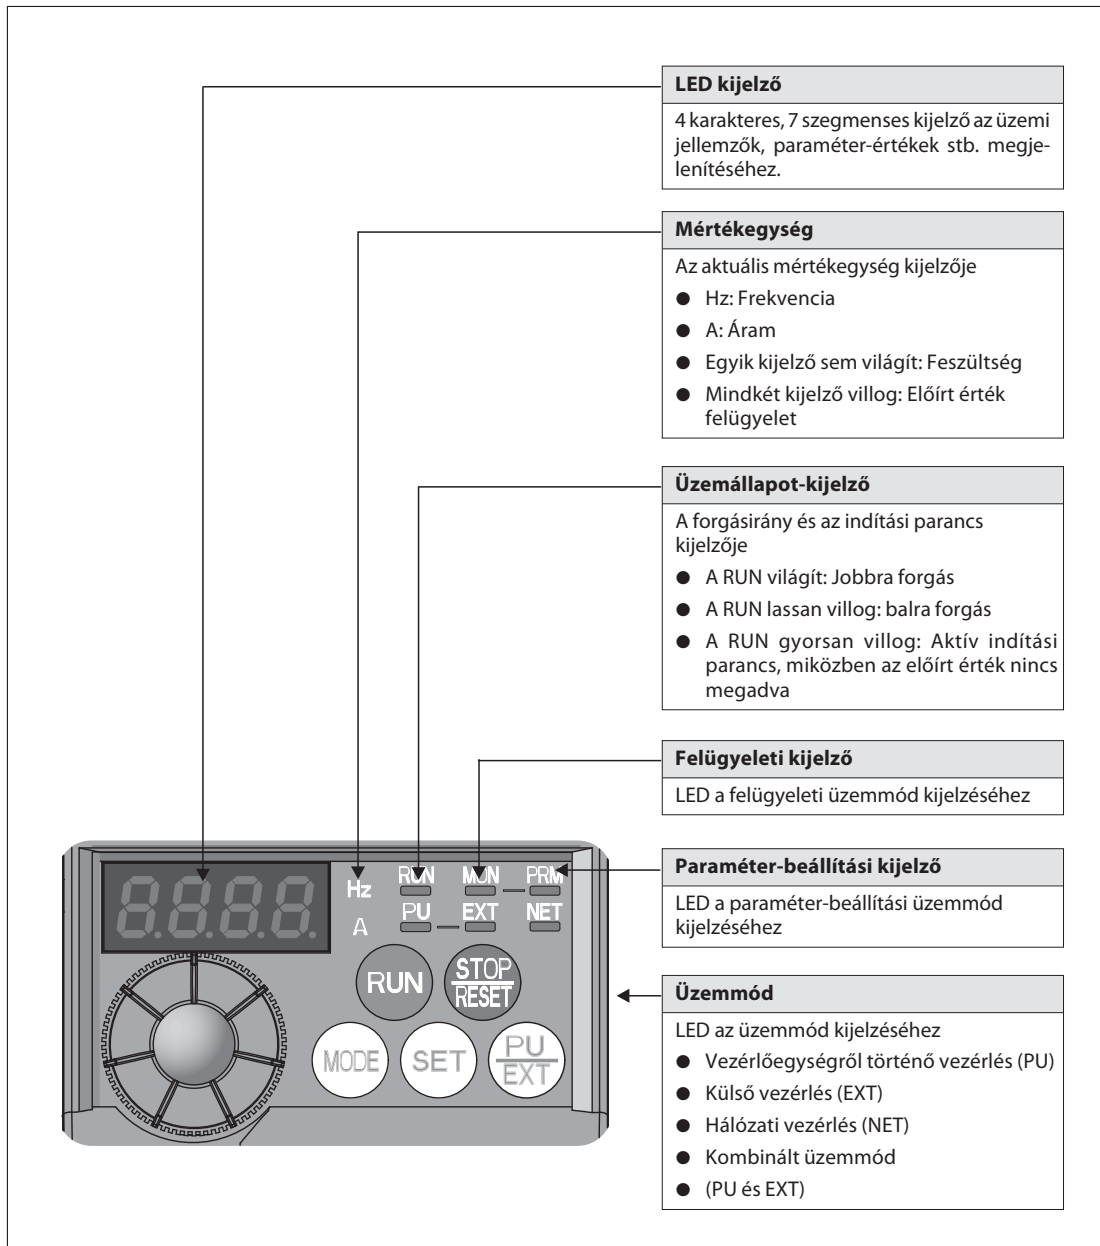 LED kijelző
4 karakteres, 7 szegmenses kijelző az üzemi
jellemzők, paraméter-értékek stb. megje-
lenítéséhez.
Mértékegység
Az aktuális mértékegység kijelzője
● Hz: Frekvencia
● A: Áram
● Egyik kijelző sem világít: Feszültség
● Mindkét kijelző villog: Előírt érték
felügyelet
Üzemállapot-kijelző
A forgásirány és az indítási parancs
kijelzője
● A RUN világít: Jobbra forgás
● A RUN lassan villog: balra forgás
● A RUN gyorsan villog: Aktív indítási
parancs, miközben az előírt érték nincs
megadva
Felügyeleti kijelző
LED a felügyeleti üzemmód kijelzéséhez
Paraméter-beállítási kijelző
LED a paraméter-beállítási üzemmód
kijelzéséhez
Üzemmód
LED az üzemmód kijelzéséhez
● Vezérlőegységről történő vezérlés (PU)
● Külső vezérlés (EXT)
● Hálózati vezérlés (NET)
● Kombinált üzemmód
● (PU és EXT)
8.8.8.8.
Hz RUN MON PRM
A PU EXT NET
RUN STOP
RESET
MODE SET PU
EXT